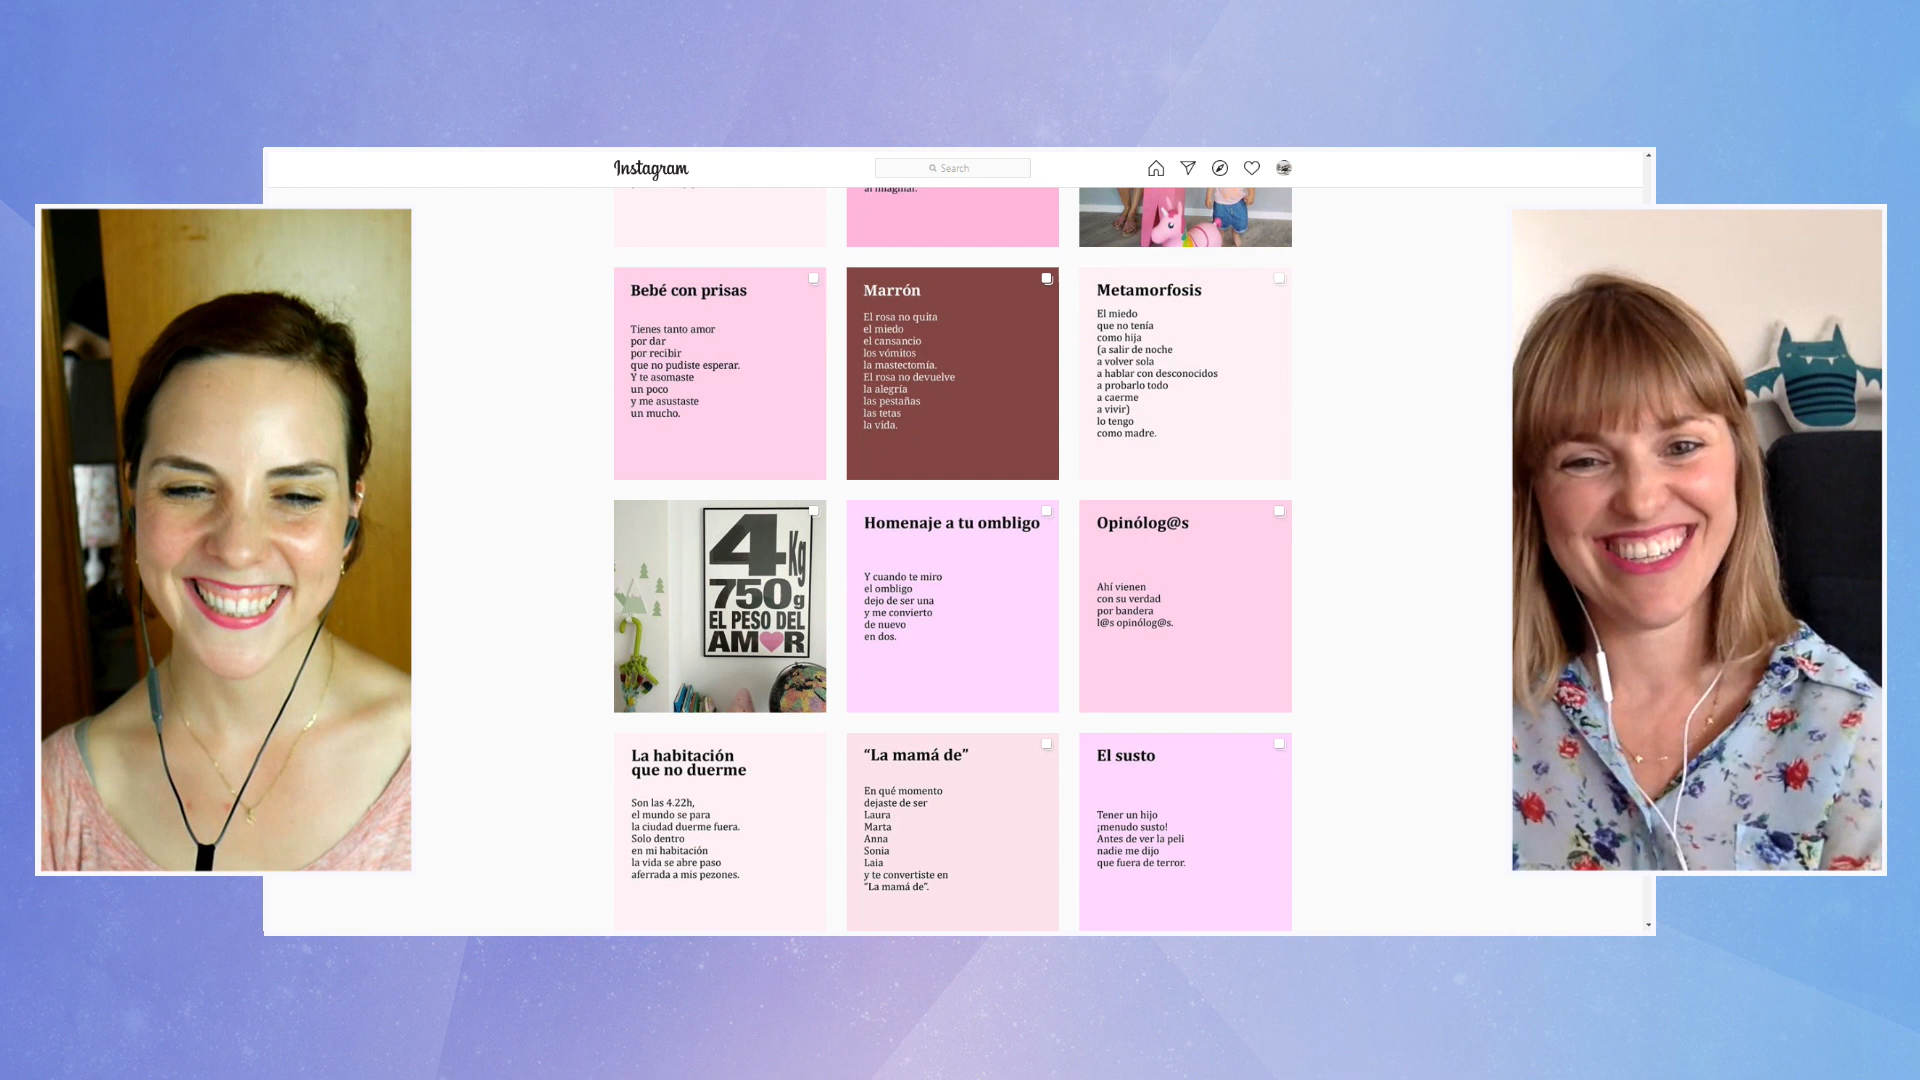 Instagram
Search
al imaginar.
Bebé con prisas
Tienes tanto amor
por dar
por recibir
que no pudiste esperar.
Y te asomaste
un poco
y me asustaste
un mucho.
Marrón
El rosa no quita
el miedo
el cansancio
los vómitos
la mastectomía.
El rosa no devuelve
la alegría
las pestañas
las tetas
la vida.
Metamorfosis
El miedo
que no tenía
como hija
(a salir de noche
a volver sola
a hablar con desconocidos
a probarlo todo
a caerme
a vivir)
lo tengo
como madre.
4Kg
750g
EL PESO DEL
AM R
Homenaje a tu ombligo
Y cuando te miro
el ombligo
dejo de ser una
y me convierto
de nuevo
en dos.
Opinólog@s
Ahí vienen
con su verdad
por bandera
l@s opinólog@s.
La habitación
que no duerme
Son las 4.22h,
el mundo se para
la ciudad duerme fuera.
Solo dentro
en mi habitación
la vida se abre paso
aferrada a mis pezones.
“La mamá de”
En qué momento
dejaste de ser
Laura
Marta
Anna
Sonia
Laia
y te convertiste en
“La mamá de”.
El susto
Tener un hijo
¡menudo susto!
Antes de ver la peli
nadie me dijo
que fuera de terror.